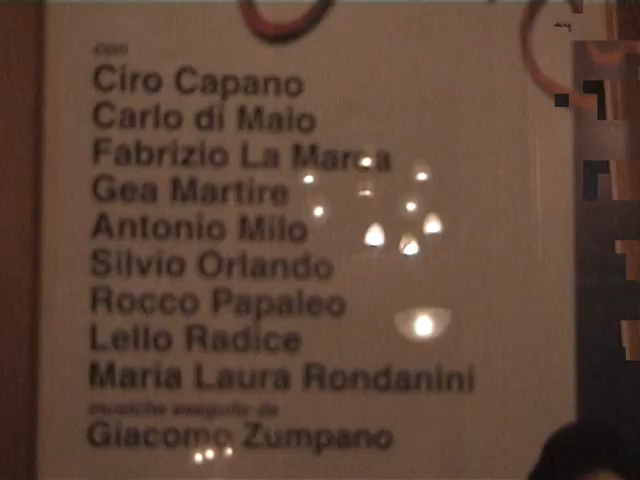 con
Ciro Capano
Carlo di Maio
Fabrizio La Marca
Gea Martire
Antonio Milo
Silvio Orlando
Rocco Papaleo
Lello Radice
Maria Laura Rondanini
musiche eseguite da
Giacomo Zumpano